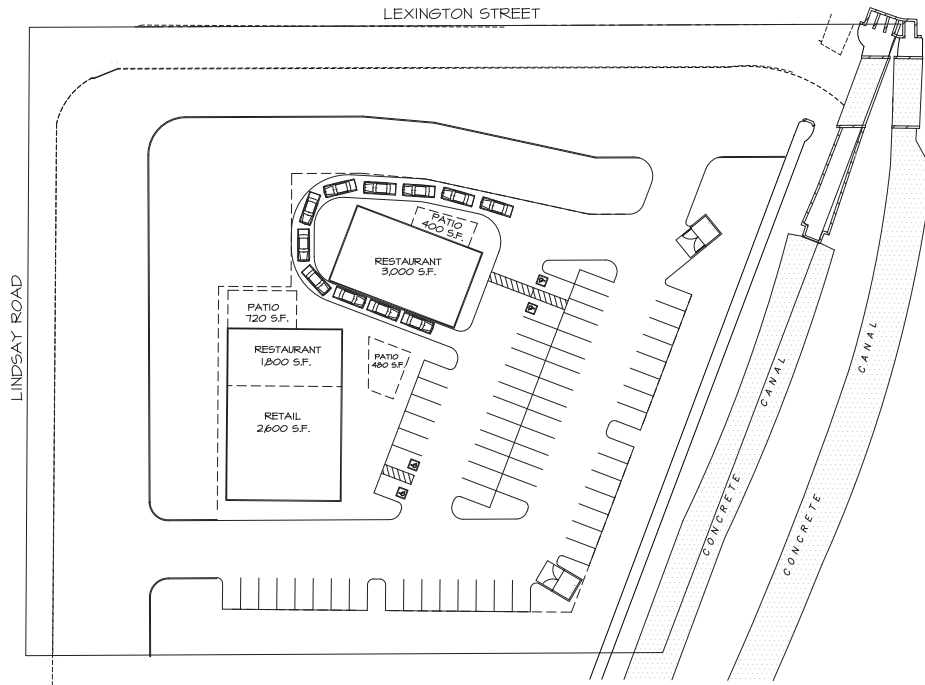 LEXINGTON STREET
LINDSAY ROAD
PATIO
400 S.F.
RESTAURANT
3,000 S.F.
PATIO
720 S.F.
RESTAURANT
1,800 S.F.
PATIO
480 S.F.
RETAIL
2,600 S.F.
CONCRETE CANAL
CONCRETE CANAL